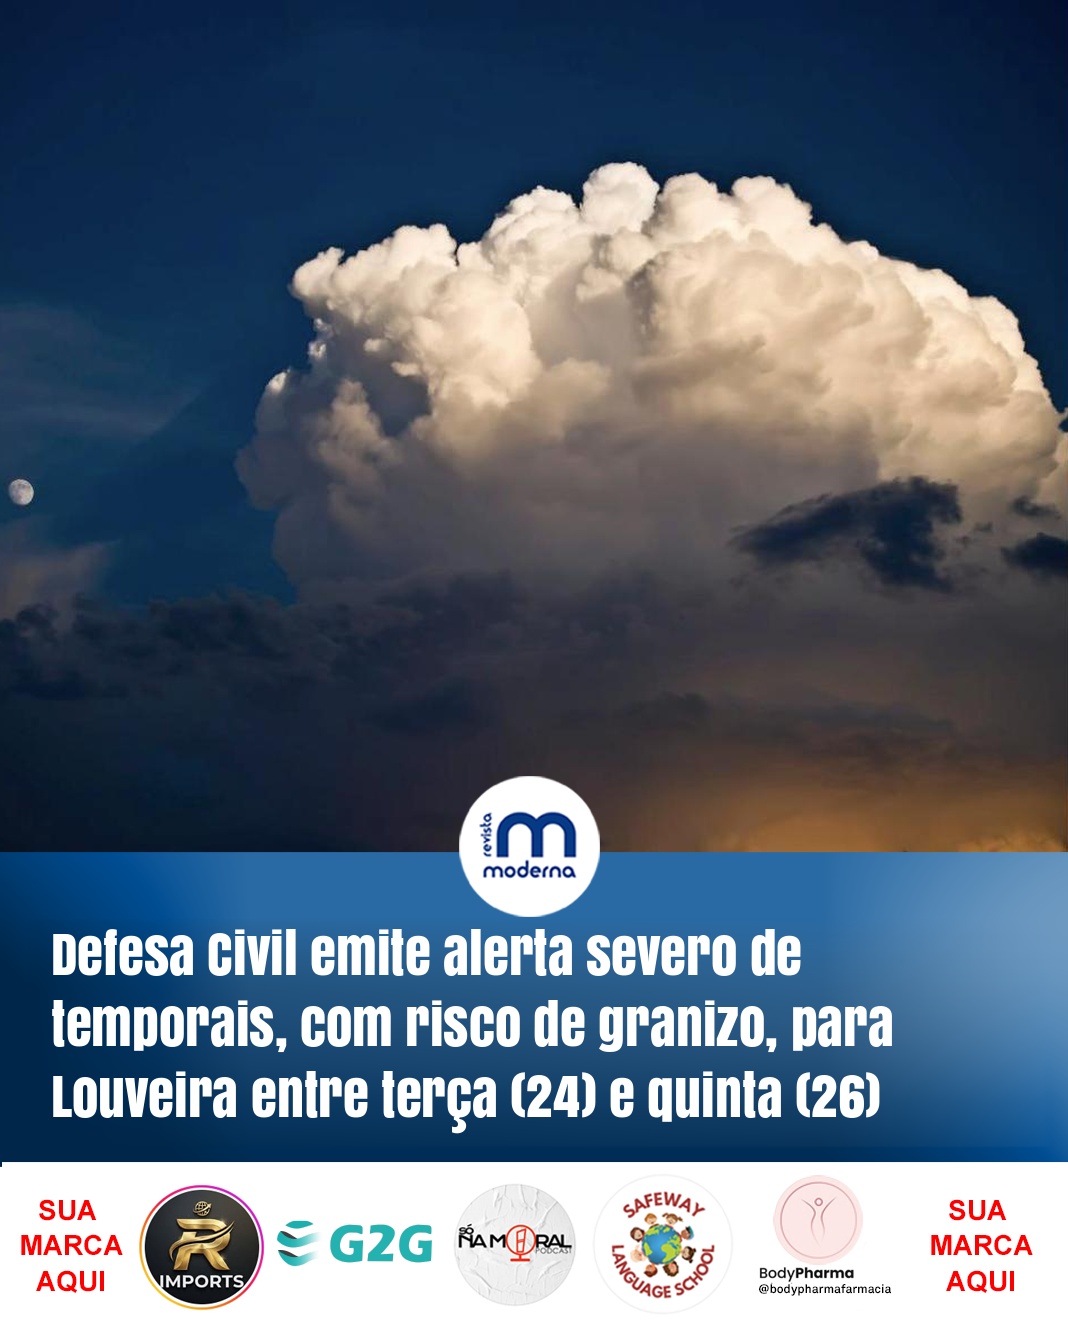 revista
m
moderna
Defesa Civil emite alerta severo de
temporais, com risco de granizo, para
Louveira entre terça (24) e quinta (26)
SUA
MARCA
AQUI
R
IMPORTS
G2G
SÓ
NA MORAL
PODCAST
SAFEWAY
LANGUAGE SCHOOL
BodyPharma
@bodypharmafarmacia
SUA
MARCA
AQUI